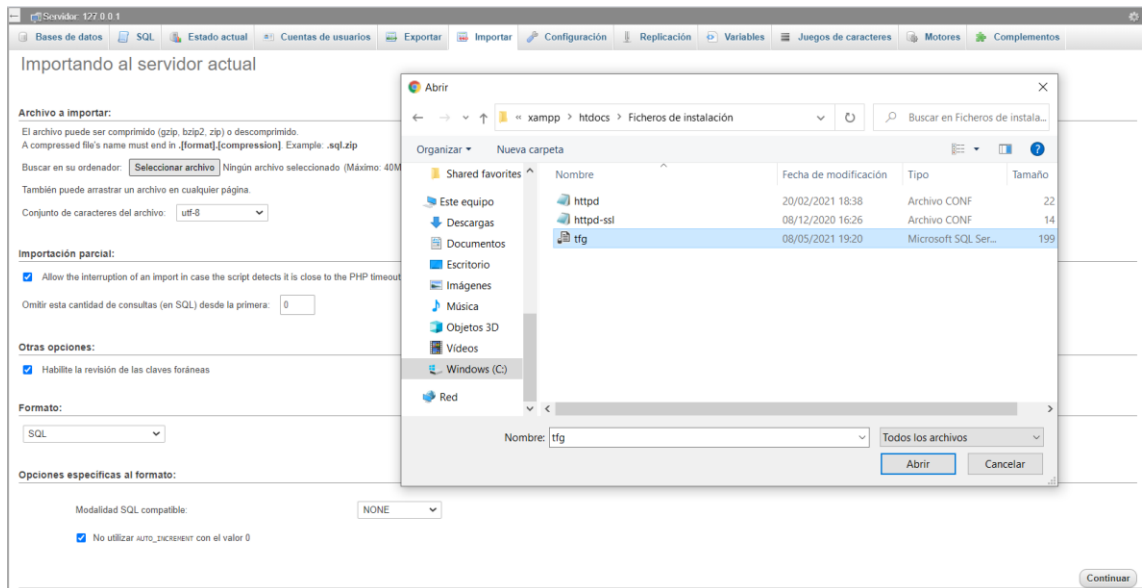 Servidor: 127.0.0.1
Bases de datos SQL Estado actual Cuentas de usuarios Exportar Importar Configuración Replicación Variables Juegos de caracteres Motores Complementos
Importando al servidor actual
Archivo a importar:
El archivo puede ser comprimido (gzip, bzip2, zip) o descomprimido.
A compressed file's name must end in .[format].[compression]. Example: .sql.zip
Buscar en su ordenador: Seleccionar archivo Ningún archivo seleccionado (Máximo: 40M
También puede arrastrar un archivo en cualquier página.
Conjunto de caracteres del archivo: utf-8
Importación parcial:
Allow the interruption of an import in case the script detects it is close to the PHP timeout
Omitir esta cantidad de consultas (en SQL) desde la primera: 0
Otras opciones:
Habilite la revisión de las claves foráneas
Formato:
SQL
Opciones específicas al formato:
Modalidad SQL compatible: NONE
No utilizar AUTO_INCREMENT con el valor 0
Continuar
Abrir
« xampp > htdocs > Ficheros de instalación
Buscar en Ficheros de instala...
Organizar Nueva carpeta
Shared favorites
Este equipo
Descargas
Documentos
Escritorio
Imágenes
Música
Objetos 3D
Vídeos
Windows (C:)
Red
Nombre Fecha de modificación Tipo Tamaño
httpd 20/02/2021 18:38 Archivo CONF 22
httpd-ssl 08/12/2020 16:26 Archivo CONF 14
tfg 08/05/2021 19:20 Microsoft SQL Ser... 199
Nombre: tfg Todos los archivos
Abrir Cancelar